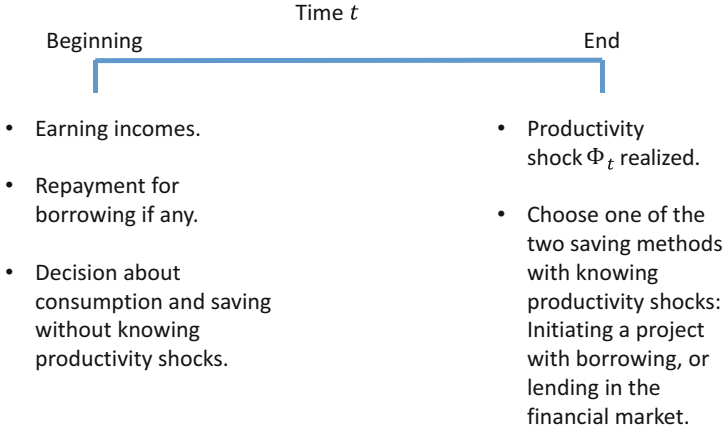 Time t
Beginning
End
• Earning incomes.
• Repayment for
borrowing if any.
• Decision about
consumption and saving
without knowing
productivity shocks.
• Productivity
shock Φ_t realized.
• Choose one of the
two saving methods
with knowing
productivity shocks:
Initiating a project
with borrowing, or
lending in the
financial market.